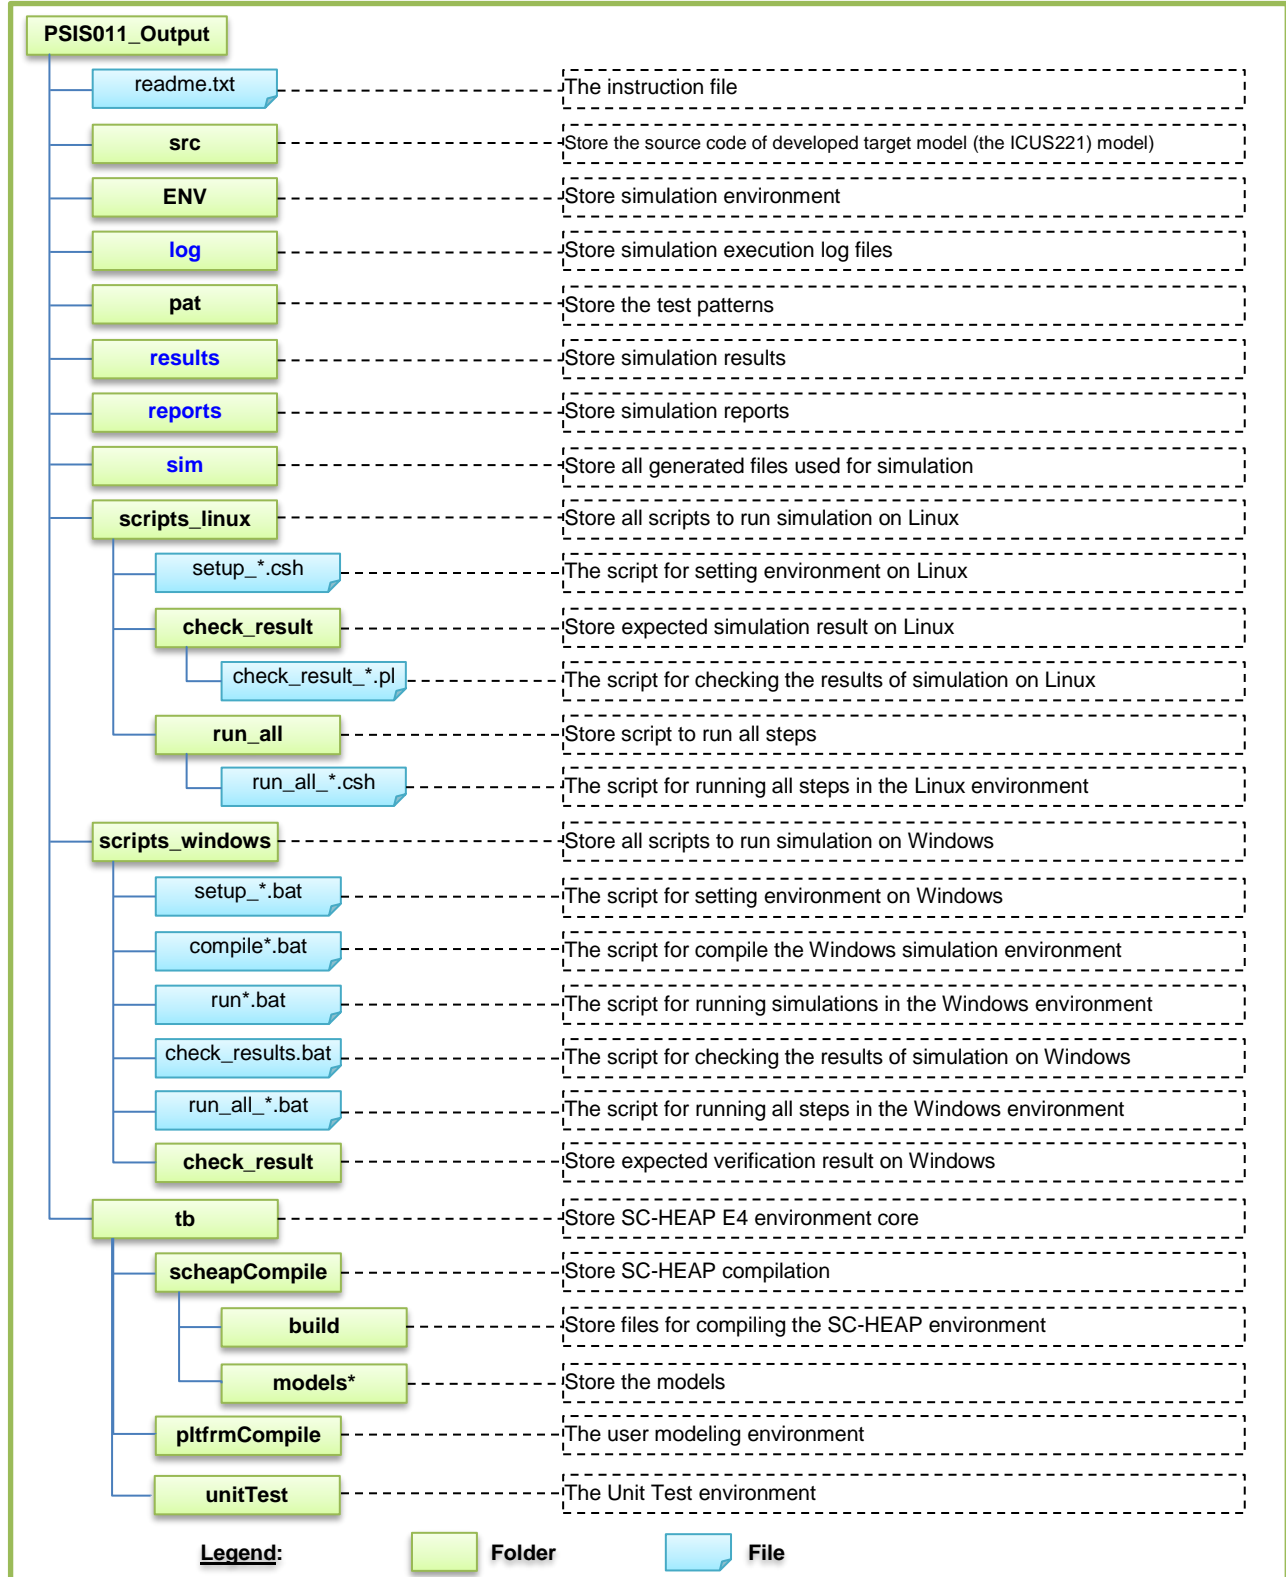 PSIS011_Output
readme.txt
The instruction file
src
Store the source code of developed target model (the ICUS221) model)
ENV
Store simulation environment
log
Store simulation execution log files
pat
Store the test patterns
results
Store simulation results
reports
Store simulation reports
sim
Store all generated files used for simulation
scripts_linux
Store all scripts to run simulation on Linux
setup_*.csh
The script for setting environment on Linux
check_result
Store expected simulation result on Linux
check_result_*.pl
The script for checking the results of simulation on Linux
run_all
Store script to run all steps
run_all_*.csh
The script for running all steps in the Linux environment
scripts_windows
Store all scripts to run simulation on Windows
setup_*.bat
The script for setting environment on Windows
compile*.bat
The script for compile the Windows simulation environment
run*.bat
The script for running simulations in the Windows environment
check_results.bat
The script for checking the results of simulation on Windows
run_all_*.bat
The script for running all steps in the Windows environment
check_result
Store expected verification result on Windows
tb
Store SC-HEAP E4 environment core
scheapCompile
Store SC-HEAP compilation
build
Store files for compiling the SC-HEAP environment
models*
Store the models
pltfrmCompile
The user modeling environment
unitTest
The Unit Test environment
Legend:
Folder
File